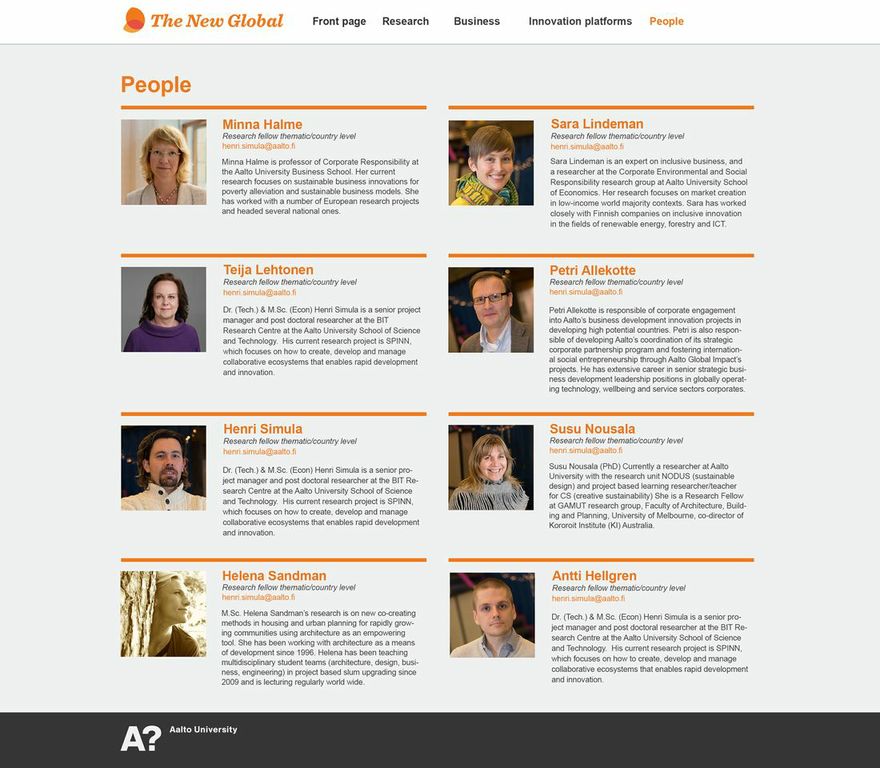 The New Global
Front page
Research
Business
Innovation platforms
People
People
Minna Halme
Research fellow thematic/country level
henri.simula@aalto.fi
Minna Halme is professor of Corporate Responsibility at
the Aalto University Business School. Her current
research focuses on sustainable business innovations for
poverty alleviation and sustainable business models. She
has worked with a number of European research projects
and headed several national ones.
Sara Lindeman
Research fellow thematic/country level
henri.simula@aalto.fi
Sara Lindeman is an expert on inclusive business, and
a researcher at the Corporate Environmental and Social
Responsibility research group at Aalto University School
of Economics. Her research focuses on market creation
in low-income world majority contexts. Sara has worked
closely with Finnish companies on inclusive innovation
in the fields of renewable energy, forestry and ICT.
Teija Lehtonen
Research fellow thematic/country level
henri.simula@aalto.fi
Dr. (Tech.) & M.Sc. (Econ) Henri Simula is a senior project
manager and post doctoral researcher at the BIT
Research Centre at the Aalto University School of Science
and Technology.  His current research project is SPINN,
which focuses on how to create, develop and manage
collaborative ecosystems that enables rapid development
and innovation.
Petri Allekotte
Research fellow thematic/country level
henri.simula@aalto.fi
Petri Allekotte is responsible of corporate engagement
into Aalto's business development innovation projects in
developing high potential countries. Petri is also respon-
sible of developing Aalto's coordination of its strategic
corporate partnership program and fostering internation-
al social entrepreneurship through Aalto Global Impact's
projects. He has extensive career in senior strategic busi-
ness development leadership positions in globally operat-
ing technology, wellbeing and service sectors corporates.
Henri Simula
Research fellow thematic/country level
henri.simula@aalto.fi
Dr. (Tech.) & M.Sc. (Econ) Henri Simula is a senior pro-
ject manager and post doctoral researcher at the BIT Re-
search Centre at the Aalto University School of Science
and Technology.  His current research project is SPINN,
which focuses on how to create, develop and manage
collaborative ecosystems that enables rapid development
and innovation.
Susu Nousala
Research fellow thematic/country level
henri.simula@aalto.fi
Susu Nousala (PhD) Currently a researcher at Aalto
University with the research unit NODUS (sustainable
design) and project based learning researcher/teacher
for CS (creative sustainability) She is a Research Fellow
at GAMUT research group, Faculty of Architecture, Build-
ing and Planning, University of Melbourne, co-director of
Kororoit Institute (KI) Australia.
Helena Sandman
Research fellow thematic/country level
henri.simula@aalto.fi
M.Sc. Helena Sandman's research is on new co-creating
methods in housing and urban planning for rapidly grow-
ing communities using architecture as an empowering
tool. She has been working with architecture as a means
of development since 1996. Helena has been teaching
multidisciplinary student teams (architecture, design, busi-
ness, engineering) in project based slum upgrading since
2009 and is lecturing regularly world wide.
Antti Hellgren
Research fellow thematic/country level
henri.simula@aalto.fi
Dr. (Tech.) & M.Sc. (Econ) Henri Simula is a senior pro-
ject manager and post doctoral researcher at the BIT Re-
search Centre at the Aalto University School of Science
and Technology.  His current research project is SPINN,
which focuses on how to create, develop and manage
collaborative ecosystems that enables rapid development
and innovation.
A?
Aalto University